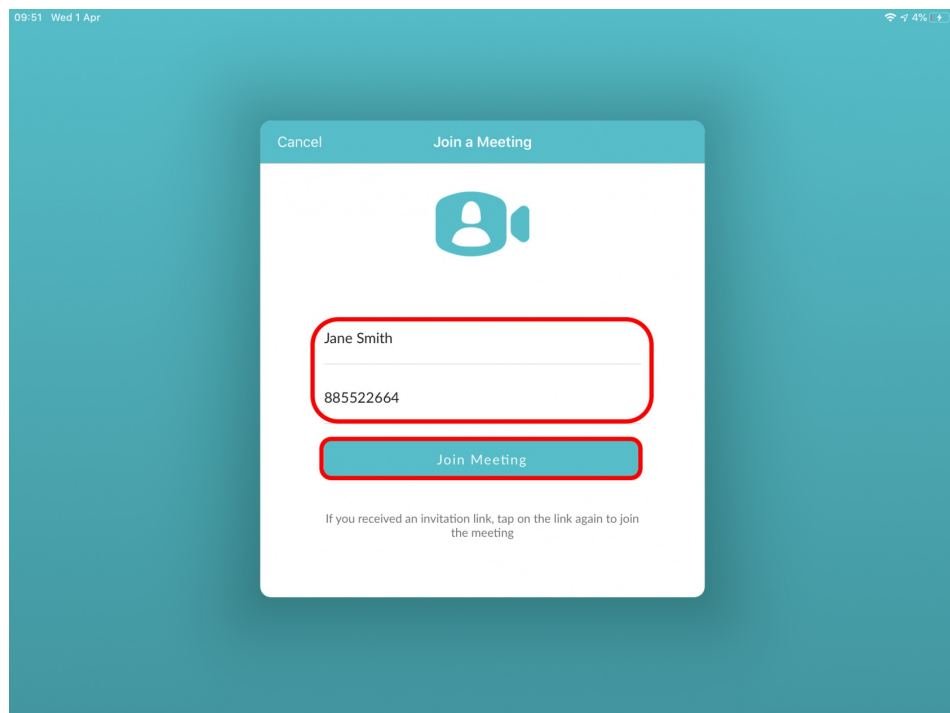 09:51 Wed 1 Apr
4%
Cancel
Join a Meeting
Jane Smith
885522664
Join Meeting
If you received an invitation link, tap on the link again to join
the meeting